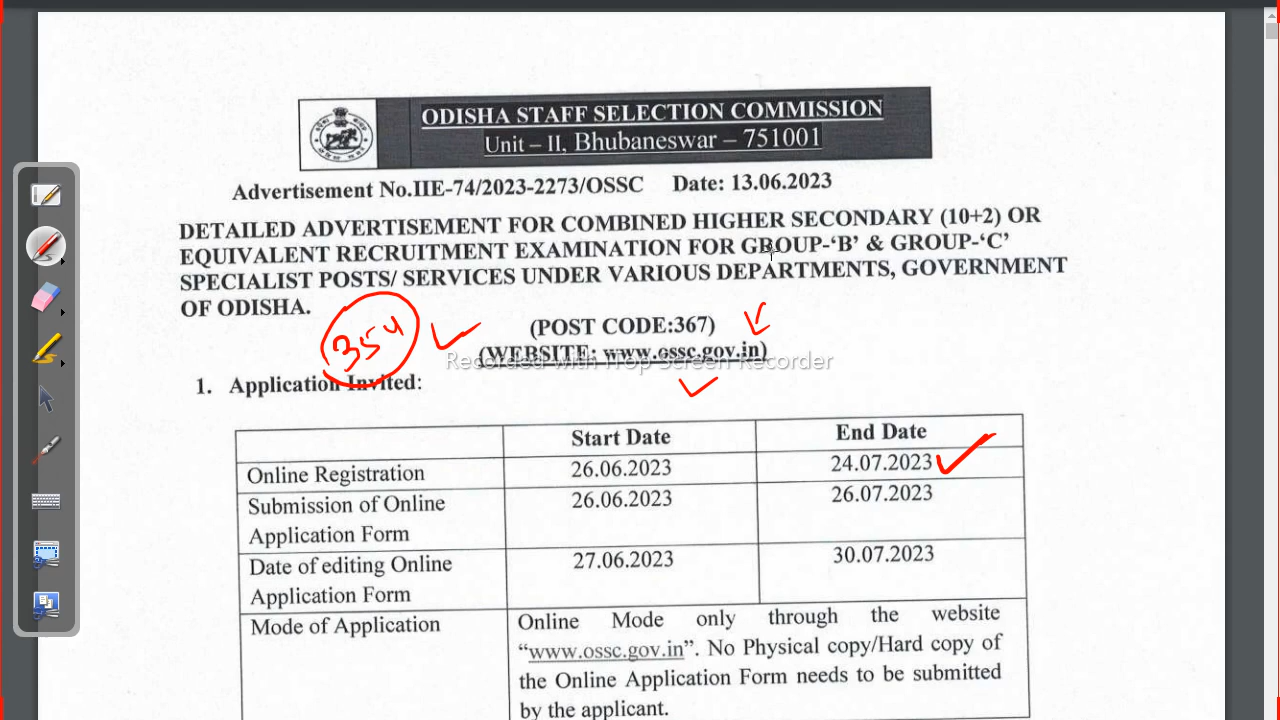 ODISHA STAFF SELECTION COMMISSION
Unit – II, Bhubaneswar – 751001
Advertisement No.IIE-74/2023-2273/OSSC Date: 13.06.2023
DETAILED ADVERTISEMENT FOR COMBINED HIGHER SECONDARY (10+2) OR
EQUIVALENT RECRUITMENT EXAMINATION FOR GROUP-‘B’ & GROUP-‘C’
SPECIALIST POSTS/ SERVICES UNDER VARIOUS DEPARTMENTS, GOVERNMENT
OF ODISHA.
354
(POST CODE:367)
(WEBSITE: www.ossc.gov.in)
Recorded with iTop Screen Recorder
1. Application Invited:
Start Date End Date
Online Registration 26.06.2023 24.07.2023
Submission of Online 26.06.2023 26.07.2023
Application Form
Date of editing Online 27.06.2023 30.07.2023
Application Form
Mode of Application Online Mode only through the website
“www.ossc.gov.in”. No Physical copy/Hard copy of
the Online Application Form needs to be submitted
by the applicant.